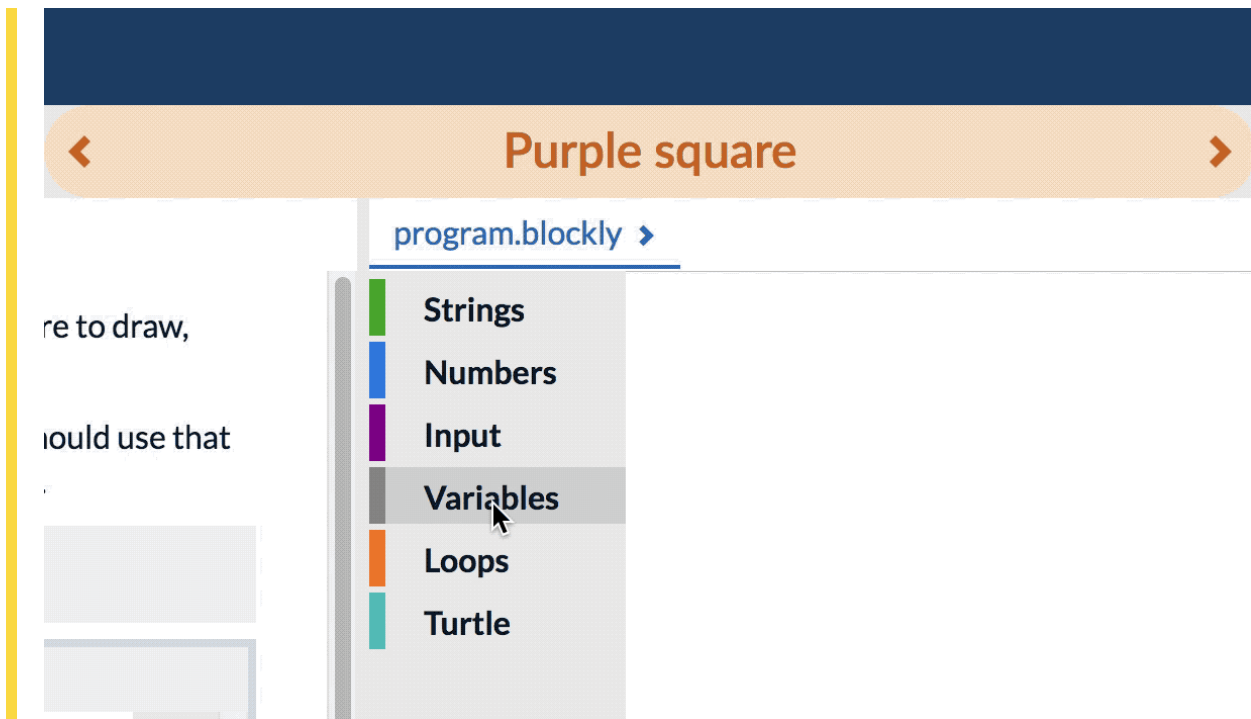 Purple square
program.blockly
re to draw,
ould use that
.
Strings
Numbers
Input
Variables
Loops
Turtle